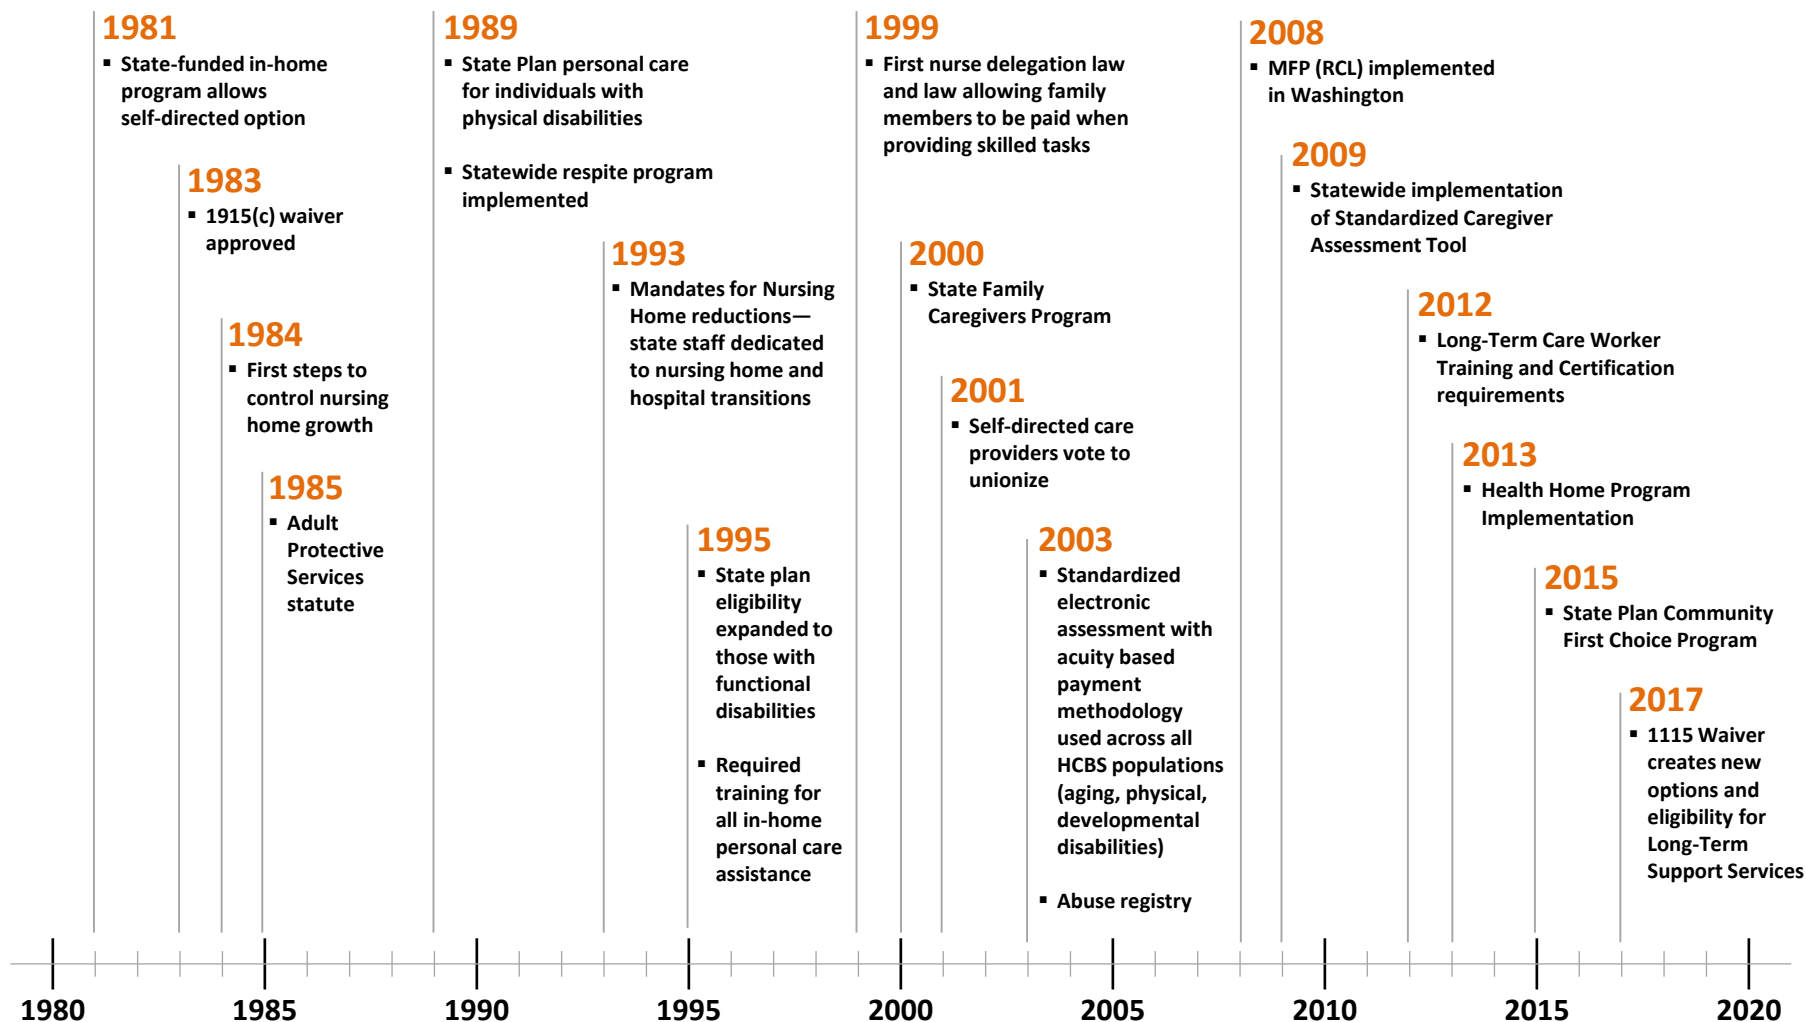 1981
▪ State-funded in-home
program allows
self-directed option
1983
▪ 1915(c) waiver
approved
1984
▪ First steps to
control nursing
home growth
1985
▪ Adult
Protective
Services
statute
1989
▪ State Plan personal care
for individuals with
physical disabilities
▪ Statewide respite program
implemented
1993
▪ Mandates for Nursing
Home reductions—
state staff dedicated
to nursing home and
hospital transitions
1995
▪ State plan
eligibility
expanded to
those with
functional
disabilities
▪ Required
training for
all in-home
personal care
assistance
1999
▪ First nurse delegation law
and law allowing family
members to be paid when
providing skilled tasks
2000
▪ State Family
Caregivers Program
2001
▪ Self-directed care
providers vote to
unionize
2003
▪ Standardized
electronic
assessment with
acuity based
payment
methodology
used across all
HCBS populations
(aging, physical,
developmental
disabilities)
▪ Abuse registry
2008
▪ MFP (RCL) implemented
in Washington
2009
▪ Statewide implementation
of Standardized Caregiver
Assessment Tool
2012
▪ Long-Term Care Worker
Training and Certification
requirements
2013
▪ Health Home Program
Implementation
2015
▪ State Plan Community
First Choice Program
2017
▪ 1115 Waiver
creates new
options and
eligibility for
Long-Term
Support Services
1980 1985 1990 1995 2000 2005 2010 2015 2020